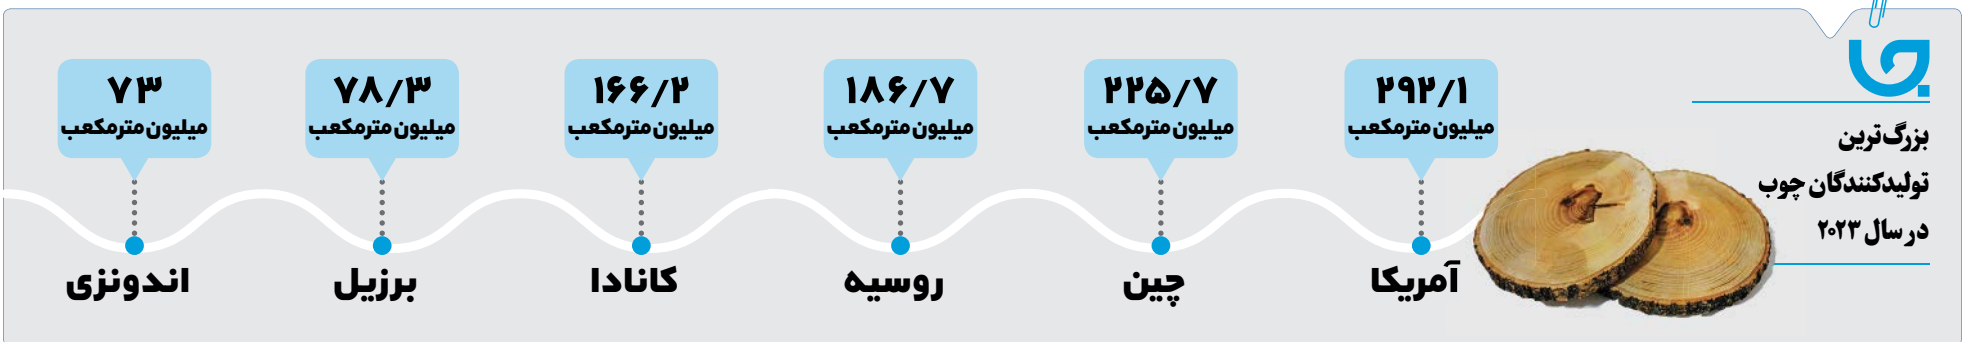 بزرگ‌ترین
تولیدکنندگان چوب
در سال ۲۰۲۳
۲۹۲/۱
میلیون مترمکعب
آمریکا
۲۲۵/۷
میلیون مترمکعب
چین
۱۸۶/۷
میلیون مترمکعب
روسیه
۱۶۶/۲
میلیون مترمکعب
کانادا
۷۸/۳
میلیون مترمکعب
برزیل
۷۳
میلیون مترمکعب
اندونزی